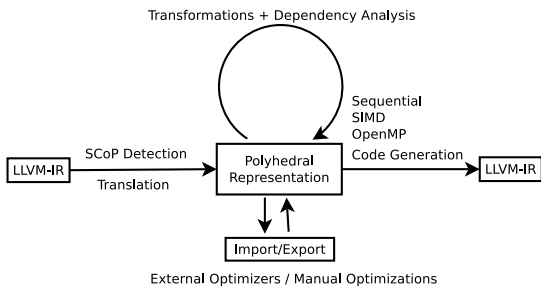 Transformations + Dependency Analysis
Sequential
SIMD
OpenMP
Code Generation
SCoP Detection
Translation
LLVM-IR
Polyhedral
Representation
LLVM-IR
Import/Export
External Optimizers / Manual Optimizations